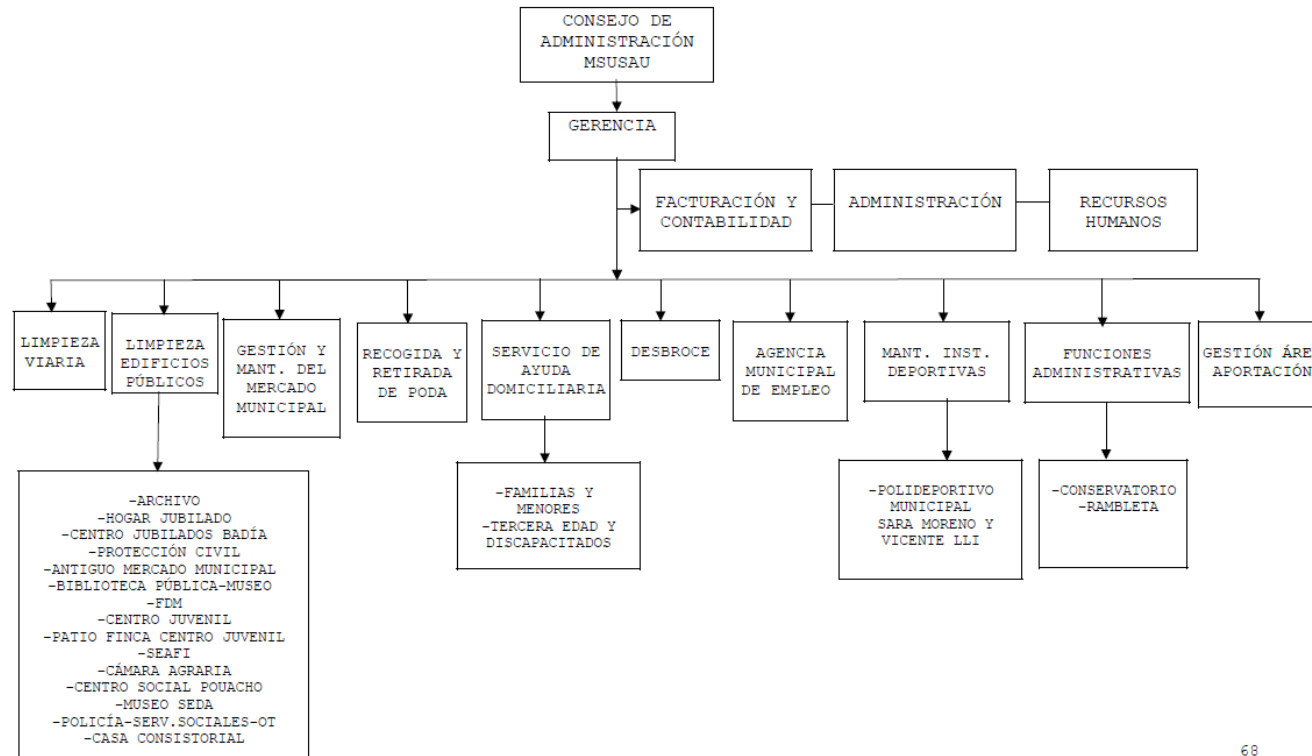 CONSEJO DE
ADMINISTRACIÓN
MSUSAU
GERENCIA
FACTURACIÓN Y
CONTABILIDAD
ADMINISTRACIÓN
RECURSOS
HUMANOS
LIMPIEZA
VIARIA
LIMPIEZA
EDIFICIOS
PÚBLICOS
GESTIÓN Y
MANT. DEL
MERCADO
MUNICIPAL
RECOGIDA Y
RETIRADA
DE PODA
SERVICIO DE
AYUDA
DOMICILIARIA
DESBROCE
AGENCIA
MUNICIPAL
DE EMPLEO
MANT. INST.
DEPORTIVAS
FUNCIONES
ADMINISTRATIVAS
GESTIÓN ÁRE
APORTACIÓN
-ARCHIVO
-HOGAR JUBILADO
-CENTRO JUBILADOS BADÍA
-PROTECCIÓN CIVIL
-ANTIGUO MERCADO MUNICIPAL
-BIBLIOTECA PÚBLICA-MUSEO
-FDM
-CENTRO JUVENIL
-PATIO FINCA CENTRO JUVENIL
-SEAFI
-CÁMARA AGRARIA
-CENTRO SOCIAL POUACHO
-MUSEO SEDA
-POLICÍA-SERV.SOCIALES-OT
-CASA CONSISTORIAL
-FAMILIAS Y
MENORES
-TERCERA EDAD Y
DISCAPACITADOS
-POLIDEPORTIVO
MUNICIPAL
SARA MORENO Y
VICENTE LLI
-CONSERVATORIO
-RAMBLETA
68